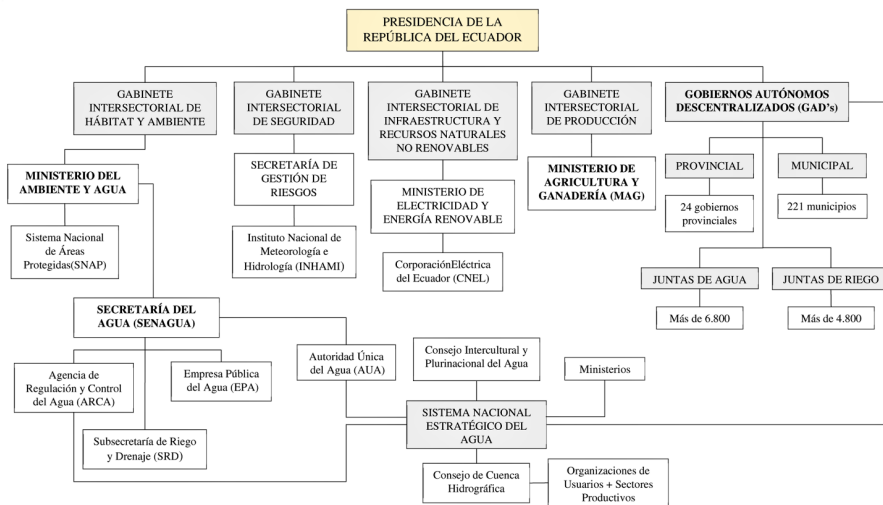 PRESIDENCIA DE LA
REPÚBLICA DEL ECUADOR
GABINETE
INTERSECTORIAL DE
HÁBITAT Y AMBIENTE
GABINETE
INTERSECTORIAL
DE SEGURIDAD
GABINETE
INTERSECTORIAL DE
INFRAESTRUCTURA Y
RECURSOS NATURALES
NO RENOVABLES
GABINETE
INTERSECTORIAL
DE PRODUCCIÓN
GOBIERNOS AUTÓNOMOS
DESCENTRALIZADOS (GAD's)
MINISTERIO DEL
AMBIENTE Y AGUA
SECRETARÍA DE
GESTIÓN DE
RIESGOS
MINISTERIO DE
ELECTRICIDAD Y
ENERGÍA RENOVABLE
MINISTERIO DE
AGRICULTURA Y
GANADERÍA (MAG)
PROVINCIAL
MUNICIPAL
24 gobiernos
provinciales
221 municipios
Sistema Nacional
de Áreas
Protegidas(SNAP)
Instituto Nacional de
Meteorología e
Hidrología (INHAMI)
CorporaciónEléctrica
del Ecuador (CNEL)
JUNTAS DE AGUA
JUNTAS DE RIEGO
Más de 6.800
Más de 4.800
SECRETARÍA DEL
AGUA (SENAGUA)
Agencia de
Regulación y Control
del Agua (ARCA)
Empresa Pública
del Agua (EPA)
Autoridad Única
del Agua (AUA)
Consejo Intercultural y
Plurinacional del Agua
Ministerios
Subsecretaría de Riego
y Drenaje (SRD)
SISTEMA NACIONAL
ESTRATÉGICO DEL
AGUA
Consejo de Cuenca
Hidrográfica
Organizaciones de
Usuarios + Sectores
Productivos